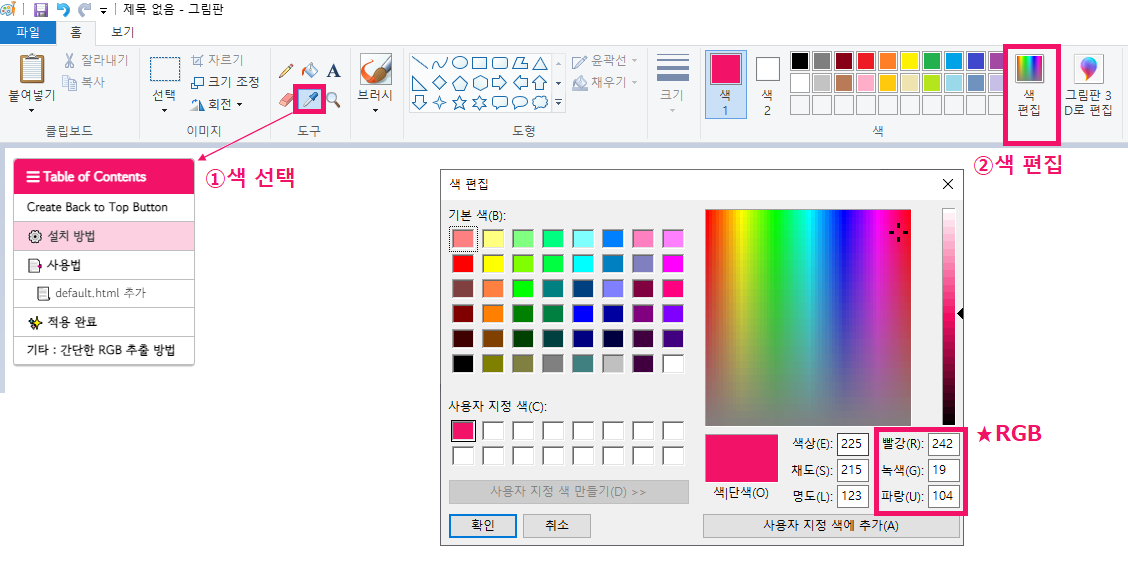 제목 없음 - 그림판
파일
홈
보기
붙여넣기
잘라내기
복사
클립보드
선택
자르기
크기 조정
회전
이미지
A
도구
브러시
윤곽선
채우기
도형
크기
색
1
색
2
색
색
편집
그림판 3
D로 편집
①색 선택
②색 편집
Table of Contents
Create Back to Top Button
설치 방법
사용법
default.html 추가
적용 완료
기타 : 간단한 RGB 추출 방법
색 편집
기본 색(B):
사용자 지정 색(C):
사용자 지정 색 만들기(D) >>
확인
취소
색|단색(O)
색상(E): 225
채도(S): 215
명도(L): 123
빨강(R): 242
녹색(G): 19
파랑(U): 104
★RGB
사용자 지정 색에 추가(A)